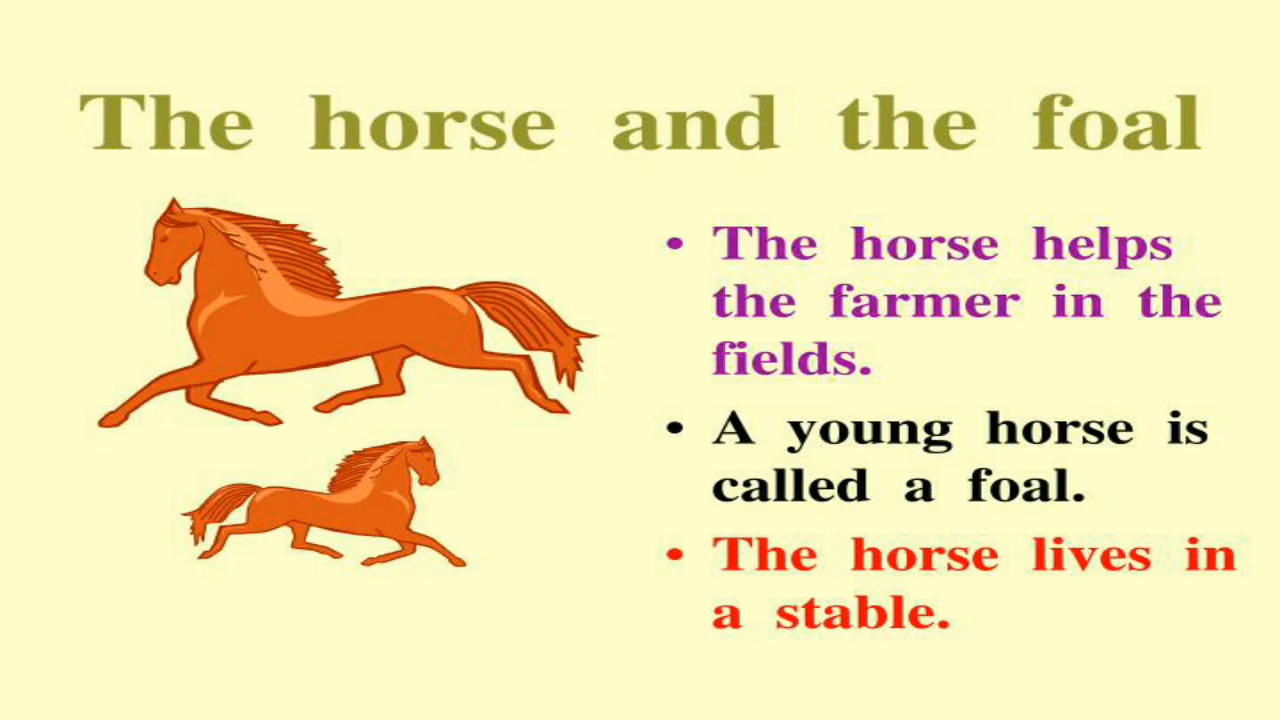 The horse and the foal
• The horse helps
the farmer in the
fields.
• A young horse is
called a foal.
• The horse lives in
a stable.